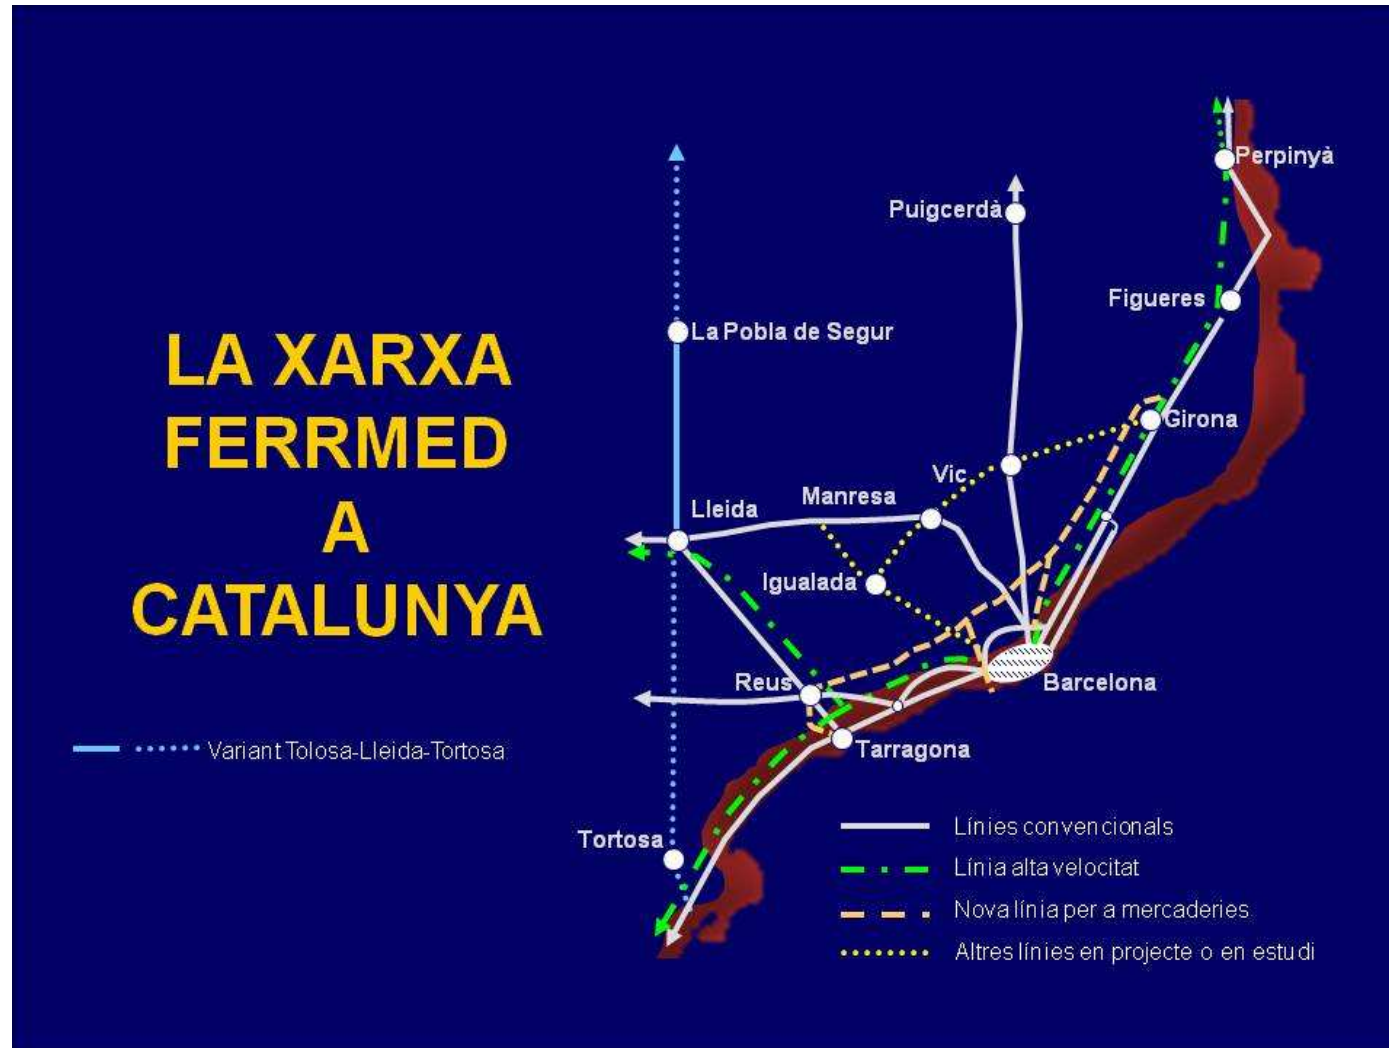 LA XARXA
FERRMED
A
CATALUNYA
Variant Tolosa-Lleida-Tortosa
Perpinyà
Puigcerdà
Figueres
La Pobla de Segur
Girona
Vic
Manresa
Lleida
Igualada
Reus
Barcelona
Tarragona
Tortosa
Línies convencionals
Línia alta velocitat
Nova línia per a mercaderies
Altres línies en projecte o en estudi